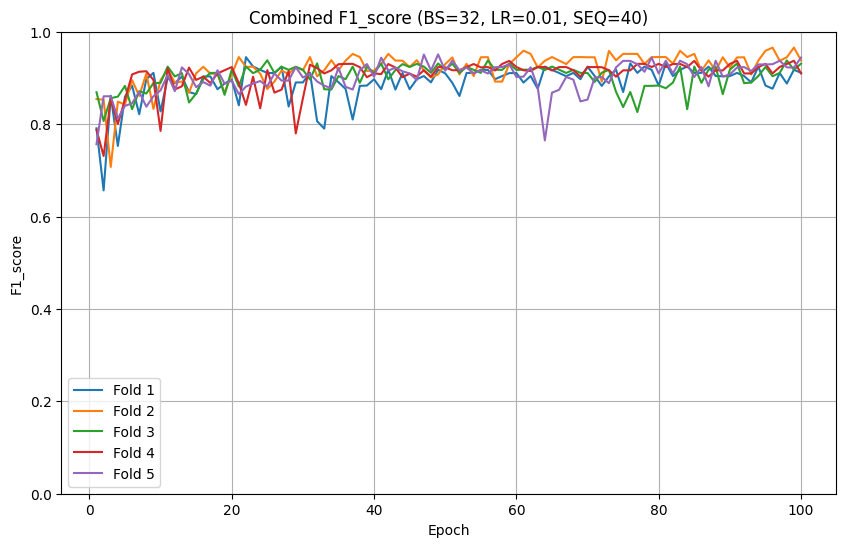 Combined F1_score (BS=32, LR=0.01, SEQ=40)
1.0
0.8
0.6
0.4
0.2
0.0
F1_score
Fold 1
Fold 2
Fold 3
Fold 4
Fold 5
0 20 40 60 80 100
Epoch